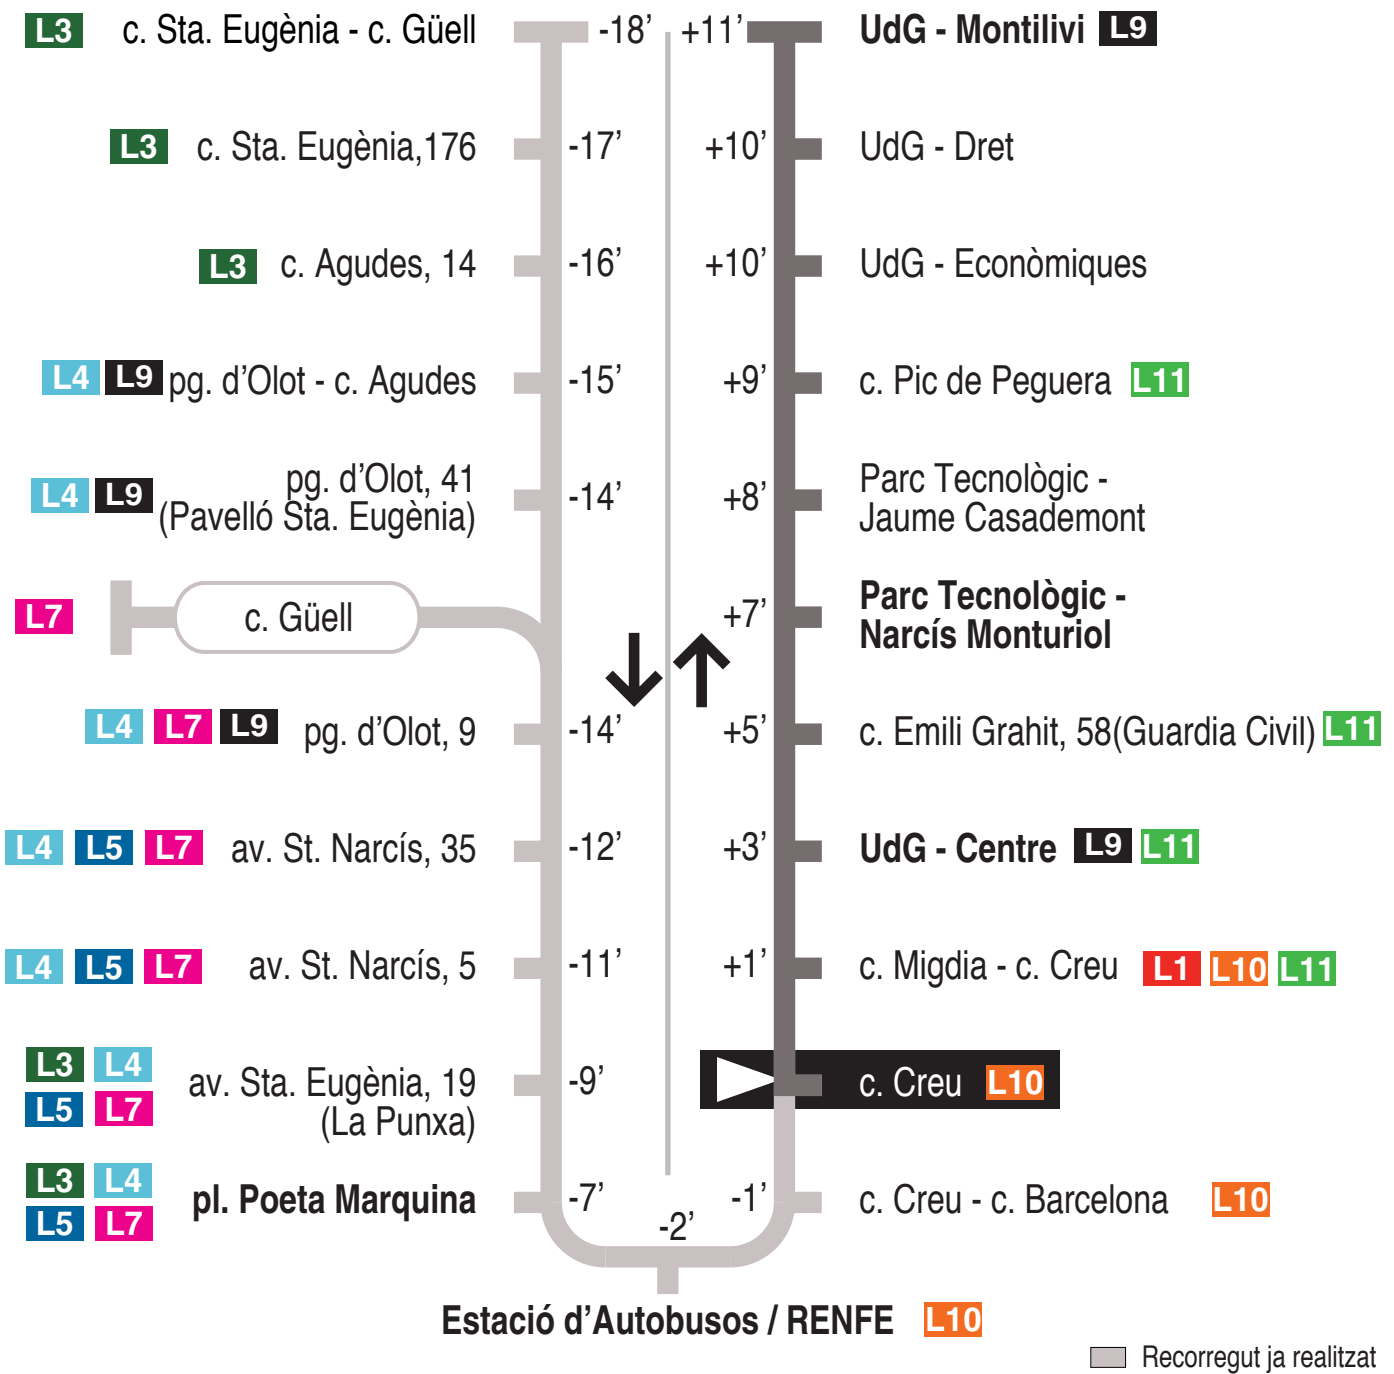 L3 c. Sta. Eugènia - c. Güell -18’
L3 c. Sta. Eugènia,176 -17’
L3 c. Agudes, 14 -16’
L4 L9 pg. d’Olot - c. Agudes -15’
L4 L9 pg. d’Olot, 41
(Pavelló Sta. Eugènia) -14’
L7 c. Güell
L4 L7 L9 pg. d’Olot, 9 -14’
L4 L5 L7 av. St. Narcís, 35 -12’
L4 L5 L7 av. St. Narcís, 5 -11’
L3 L4
L5 L7
av. Sta. Eugènia, 19
(La Punxa) -9’
L3 L4
L5 L7
pl. Poeta Marquina -7’
-2’
Estació d’Autobusos / RENFE L10
+11’ UdG - Montilivi L9
+10’ UdG - Dret
+10’ UdG - Econòmiques
+9’ c. Pic de Peguera L11
+8’ Parc Tecnològic -
Jaume Casademont
+7’ Parc Tecnològic -
Narcís Monturiol
+5’ c. Emili Grahit, 58(Guardia Civil) L11
+3’ UdG - Centre L9 L11
+1’ c. Migdia - c. Creu L1 L10 L11
c. Creu L10
-1’ c. Creu - c. Barcelona L10
Recorregut ja realitzat